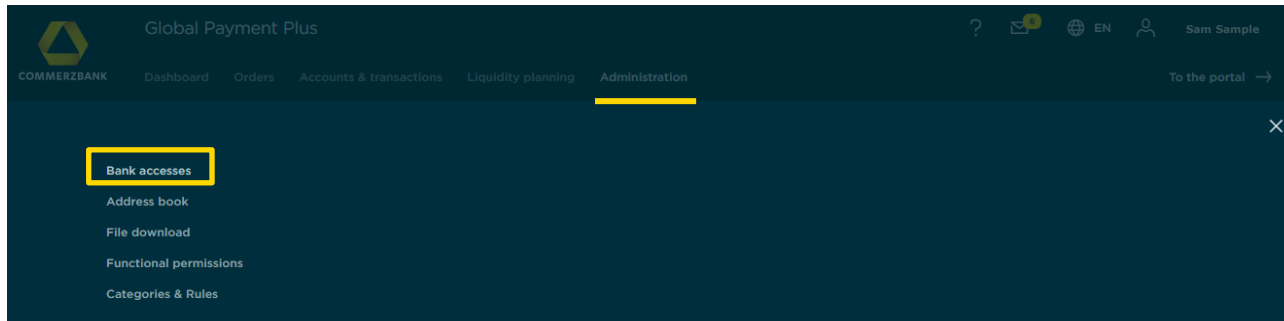 Global Payment Plus
? 6 EN Sam Sample
COMMERZBANK Dashboard Orders Accounts & transactions Liquidity planning Administration To the portal →
Bank accesses
Address book
File download
Functional permissions
Categories & Rules